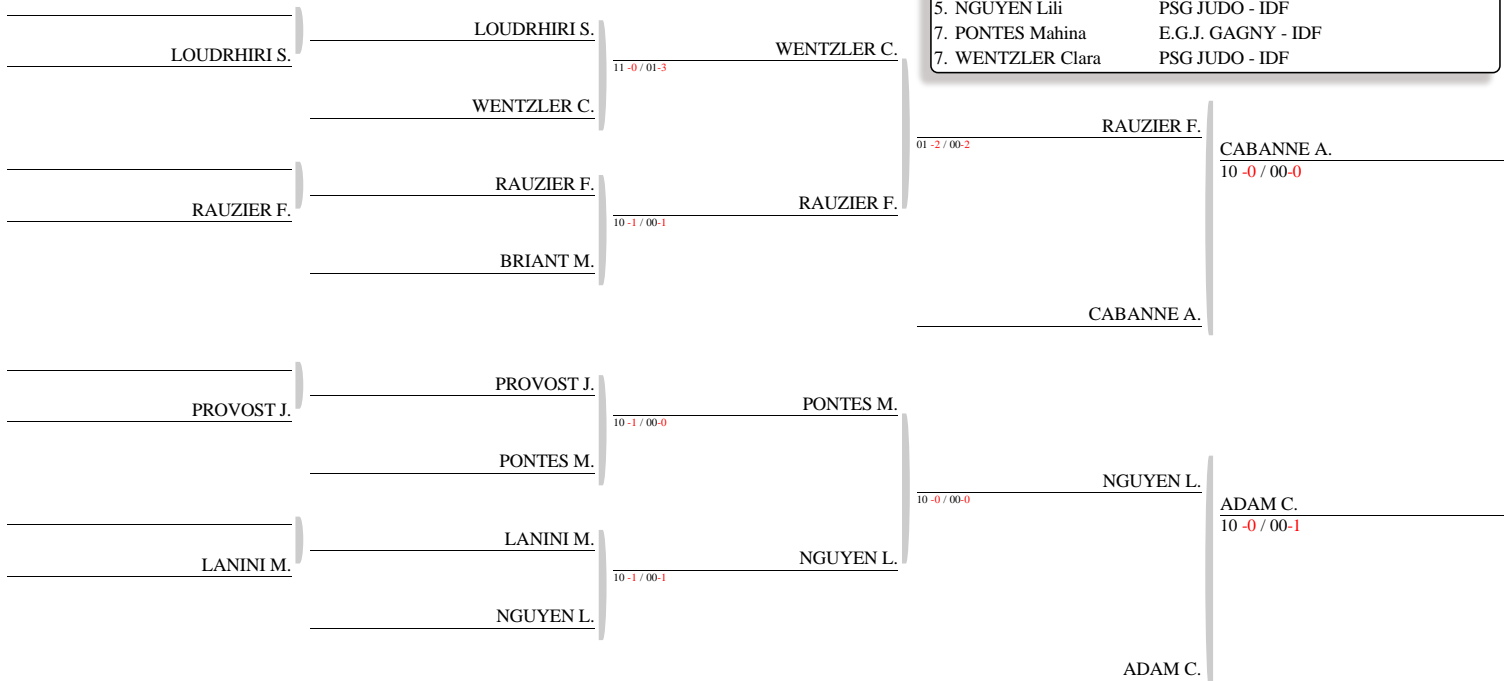 5. NGUYEN Lili PSG JUDO - IDF
7. PONTES Mahina E.G.J. GAGNY - IDF
7. WENTZLER Clara PSG JUDO - IDF
LOUDRHIRI S.
LOUDRHIRI S.
WENTZLER C.
11 -0 / 01-3
WENTZLER C.
RAUZIER F.
RAUZIER F.
BRIANT M.
10 -1 / 00-1
RAUZIER F.
01 -2 / 00-2
RAUZIER F.
CABANNE A.
CABANNE A.
10 -0 / 00-0
PROVOST J.
PROVOST J.
PONTES M.
10 -1 / 00-0
PONTES M.
LANINI M.
LANINI M.
NGUYEN L.
10 -1 / 00-1
NGUYEN L.
10 -0 / 00-0
NGUYEN L.
ADAM C.
ADAM C.
10 -0 / 00-1